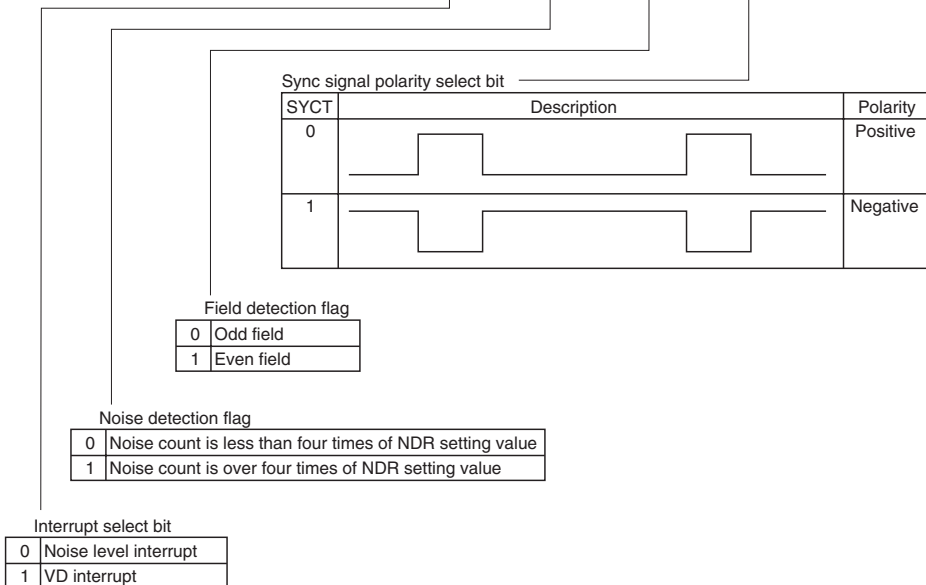 Sync signal polarity select bit
SYCT Description Polarity
0 Positive
1 Negative
Field detection flag
0 Odd field
1 Even field
Noise detection flag
0 Noise count is less than four times of NDR setting value
1 Noise count is over four times of NDR setting value
Interrupt select bit
0 Noise level interrupt
1 VD interrupt